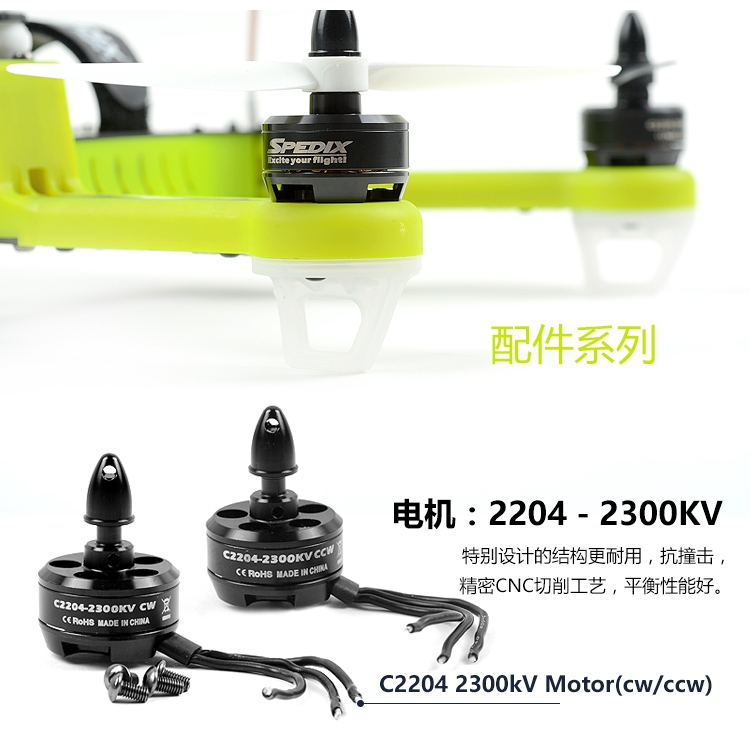 SPEDIX
Excite your flight!
配件系列
电机：2204 - 2300KV
特别设计的结构更耐用，抗撞击，
精密CNC切削工艺，平衡性能好。
C2204-2300KV CCW
CE RoHS MADE IN CHINA
C2204-2300KV CW
CE RoHS MADE IN CHINA
C2204 2300kV Motor(cw/ccw)